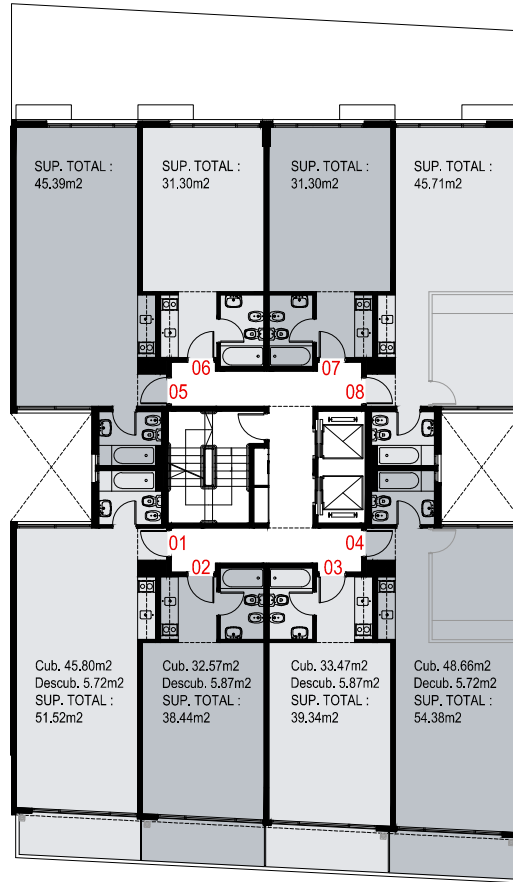 SUP. TOTAL :
45.39m2
SUP. TOTAL :
31.30m2
SUP. TOTAL :
31.30m2
SUP. TOTAL :
45.71m2
06
07
05
08
01
04
02
03
Cub. 45.80m2
Descub. 5.72m2
SUP. TOTAL :
51.52m2
Cub. 32.57m2
Descub. 5.87m2
SUP. TOTAL :
38.44m2
Cub. 33.47m2
Descub. 5.87m2
SUP. TOTAL :
39.34m2
Cub. 48.66m2
Decub. 5.72m2
SUP. TOTAL :
54.38m2